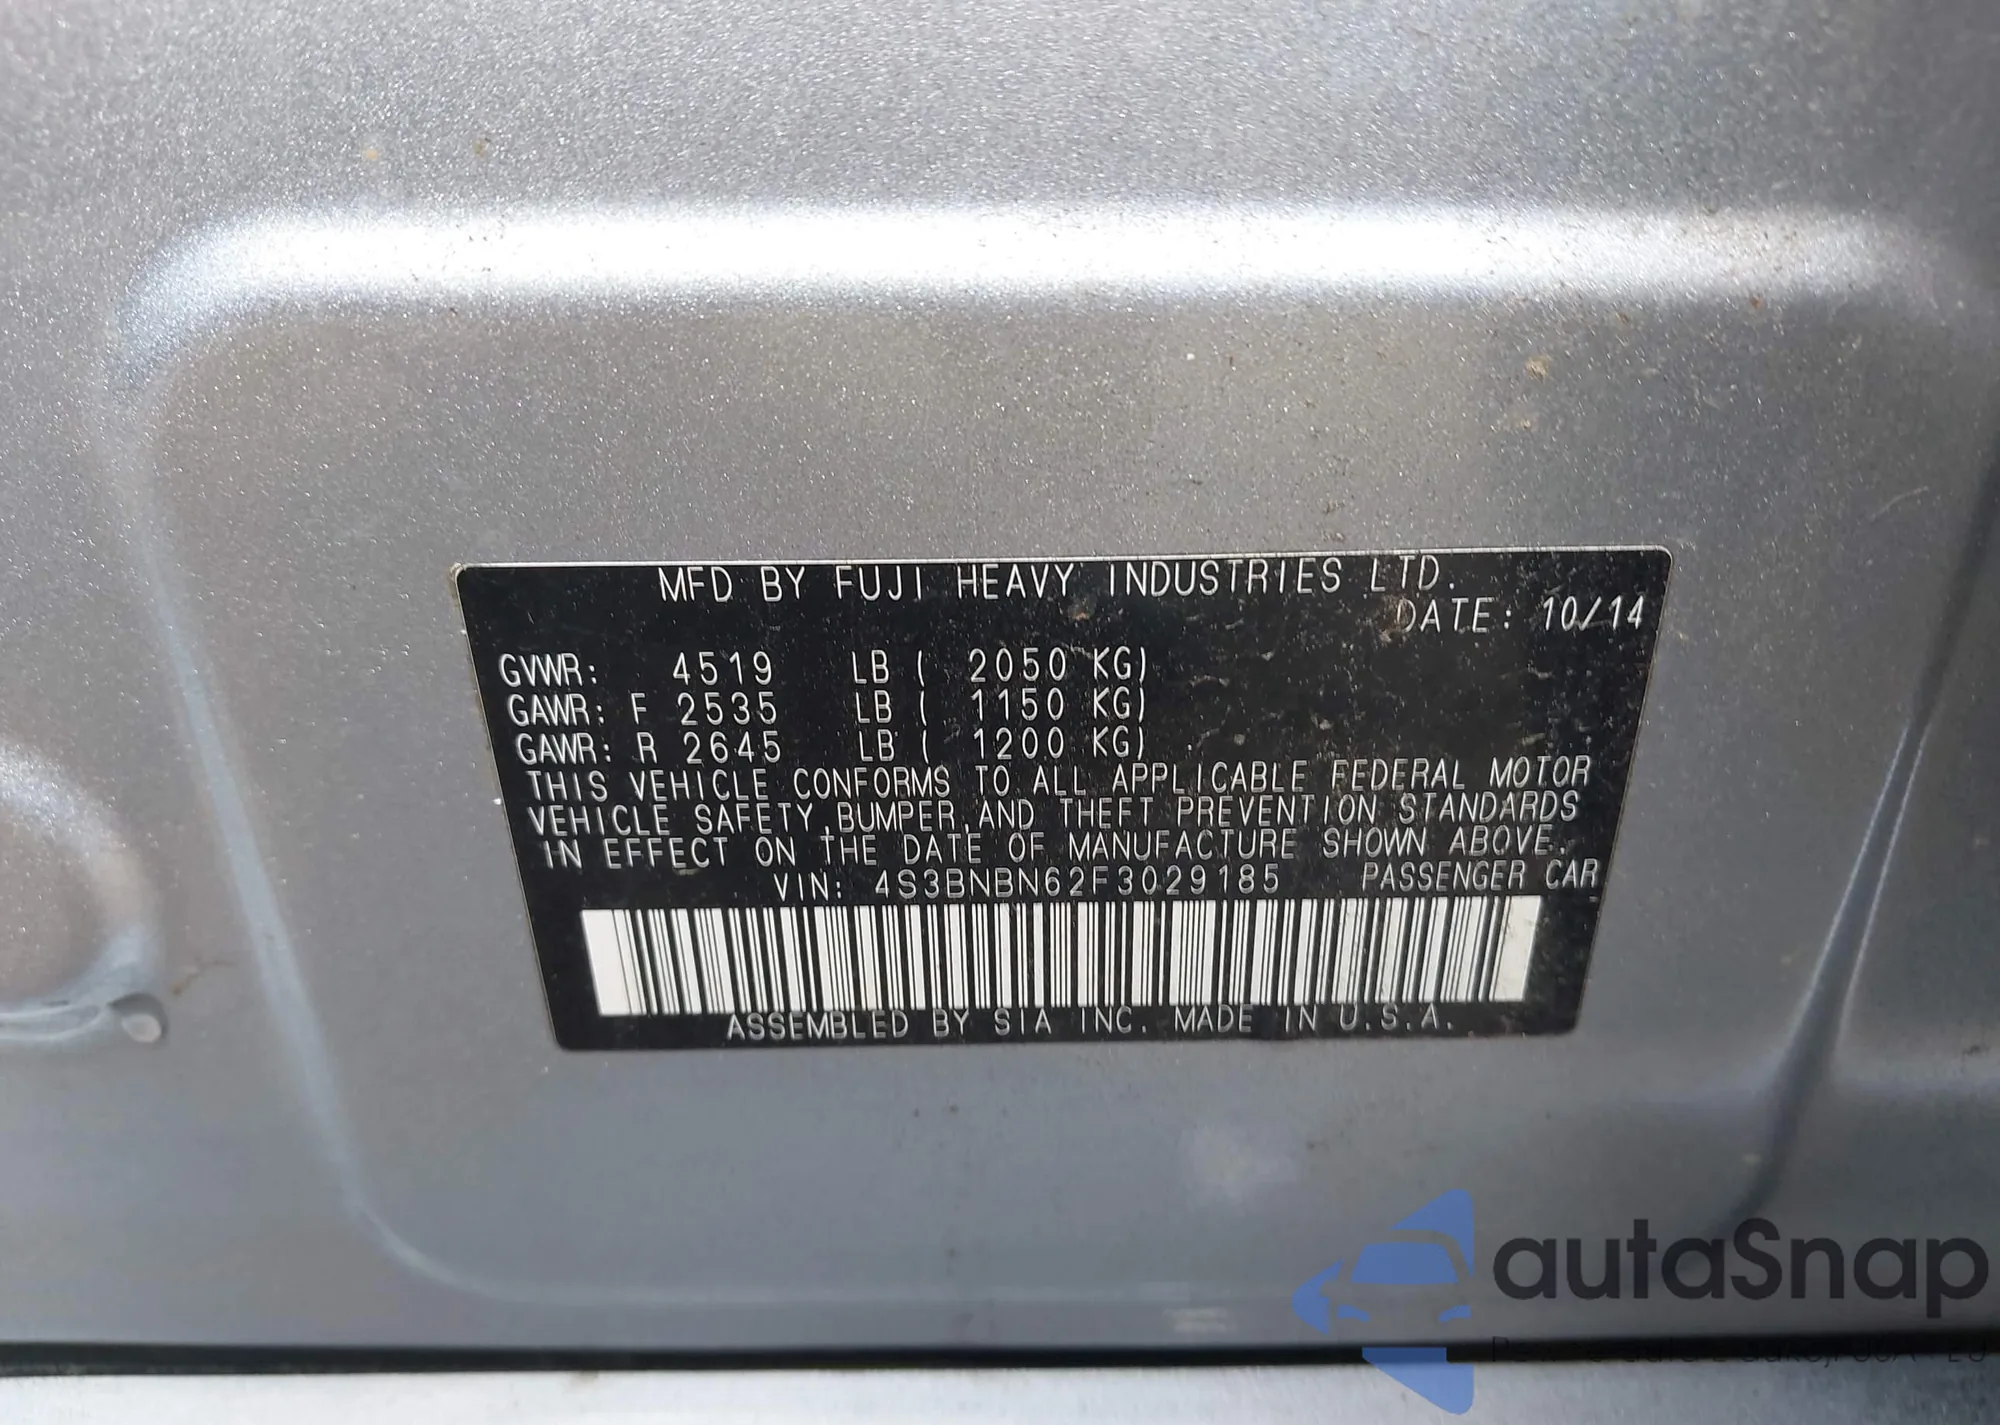 MFD BY FUJI HEAVY INDUSTRIES LTD.
DATE: 10/14
GVWR: 4519 LB ( 2050 KG)
GAWR: F 2535 LB ( 1150 KG)
GAWR: R 2645 LB ( 1200 KG)
THIS VEHICLE CONFORMS TO ALL APPLICABLE FEDERAL MOTOR
VEHICLE SAFETY,BUMPER,AND THEFT PREVENTION STANDARDS
IN EFFECT ON THE DATE OF MANUFACTURE SHOWN ABOVE.
VIN: 4S3BNBN62F3029185 PASSENGER CAR
ASSEMBLED BY SIA INC. MADE IN U.S.A.
autaSnap